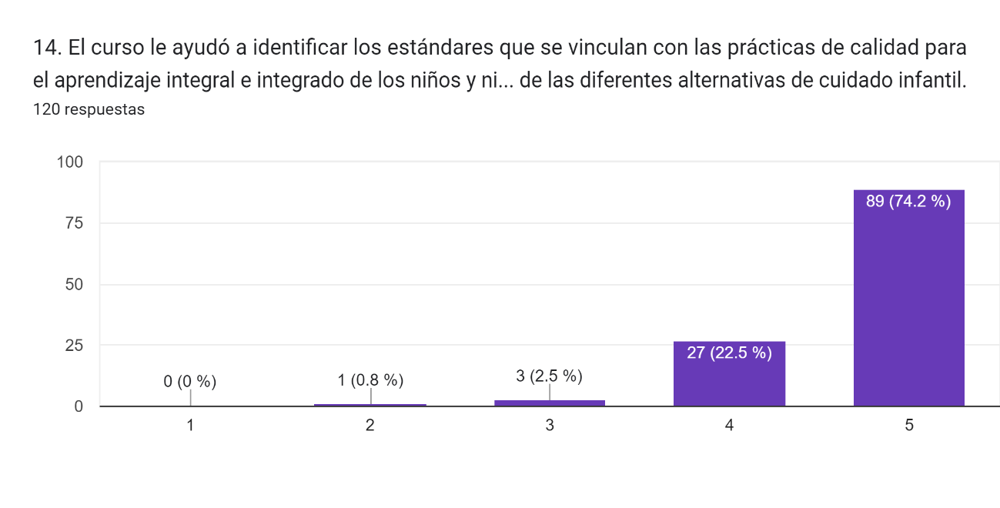 14. El curso le ayudó a identificar los estándares que se vinculan con las prácticas de calidad para
el aprendizaje integral e integrado de los niños y ni... de las diferentes alternativas de cuidado infantil.
120 respuestas
100
75
50
25
0
0 (0 %)
1 (0.8 %)
3 (2.5 %)
27 (22.5 %)
89 (74.2 %)
1 2 3 4 5